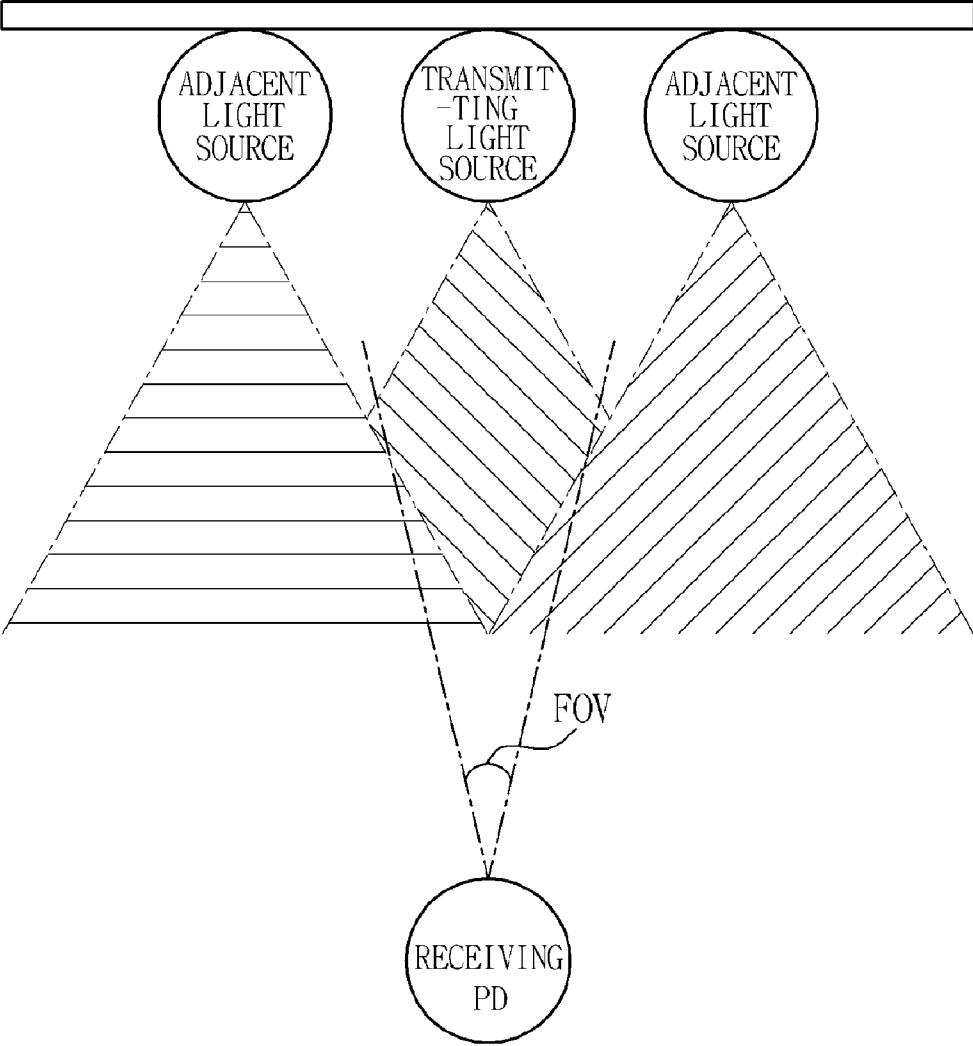 ADJACENT
LIGHT
SOURCE
TRANSMIT
-TING
LIGHT
SOURCE
ADJACENT
LIGHT
SOURCE
FOV
RECEIVING
PD